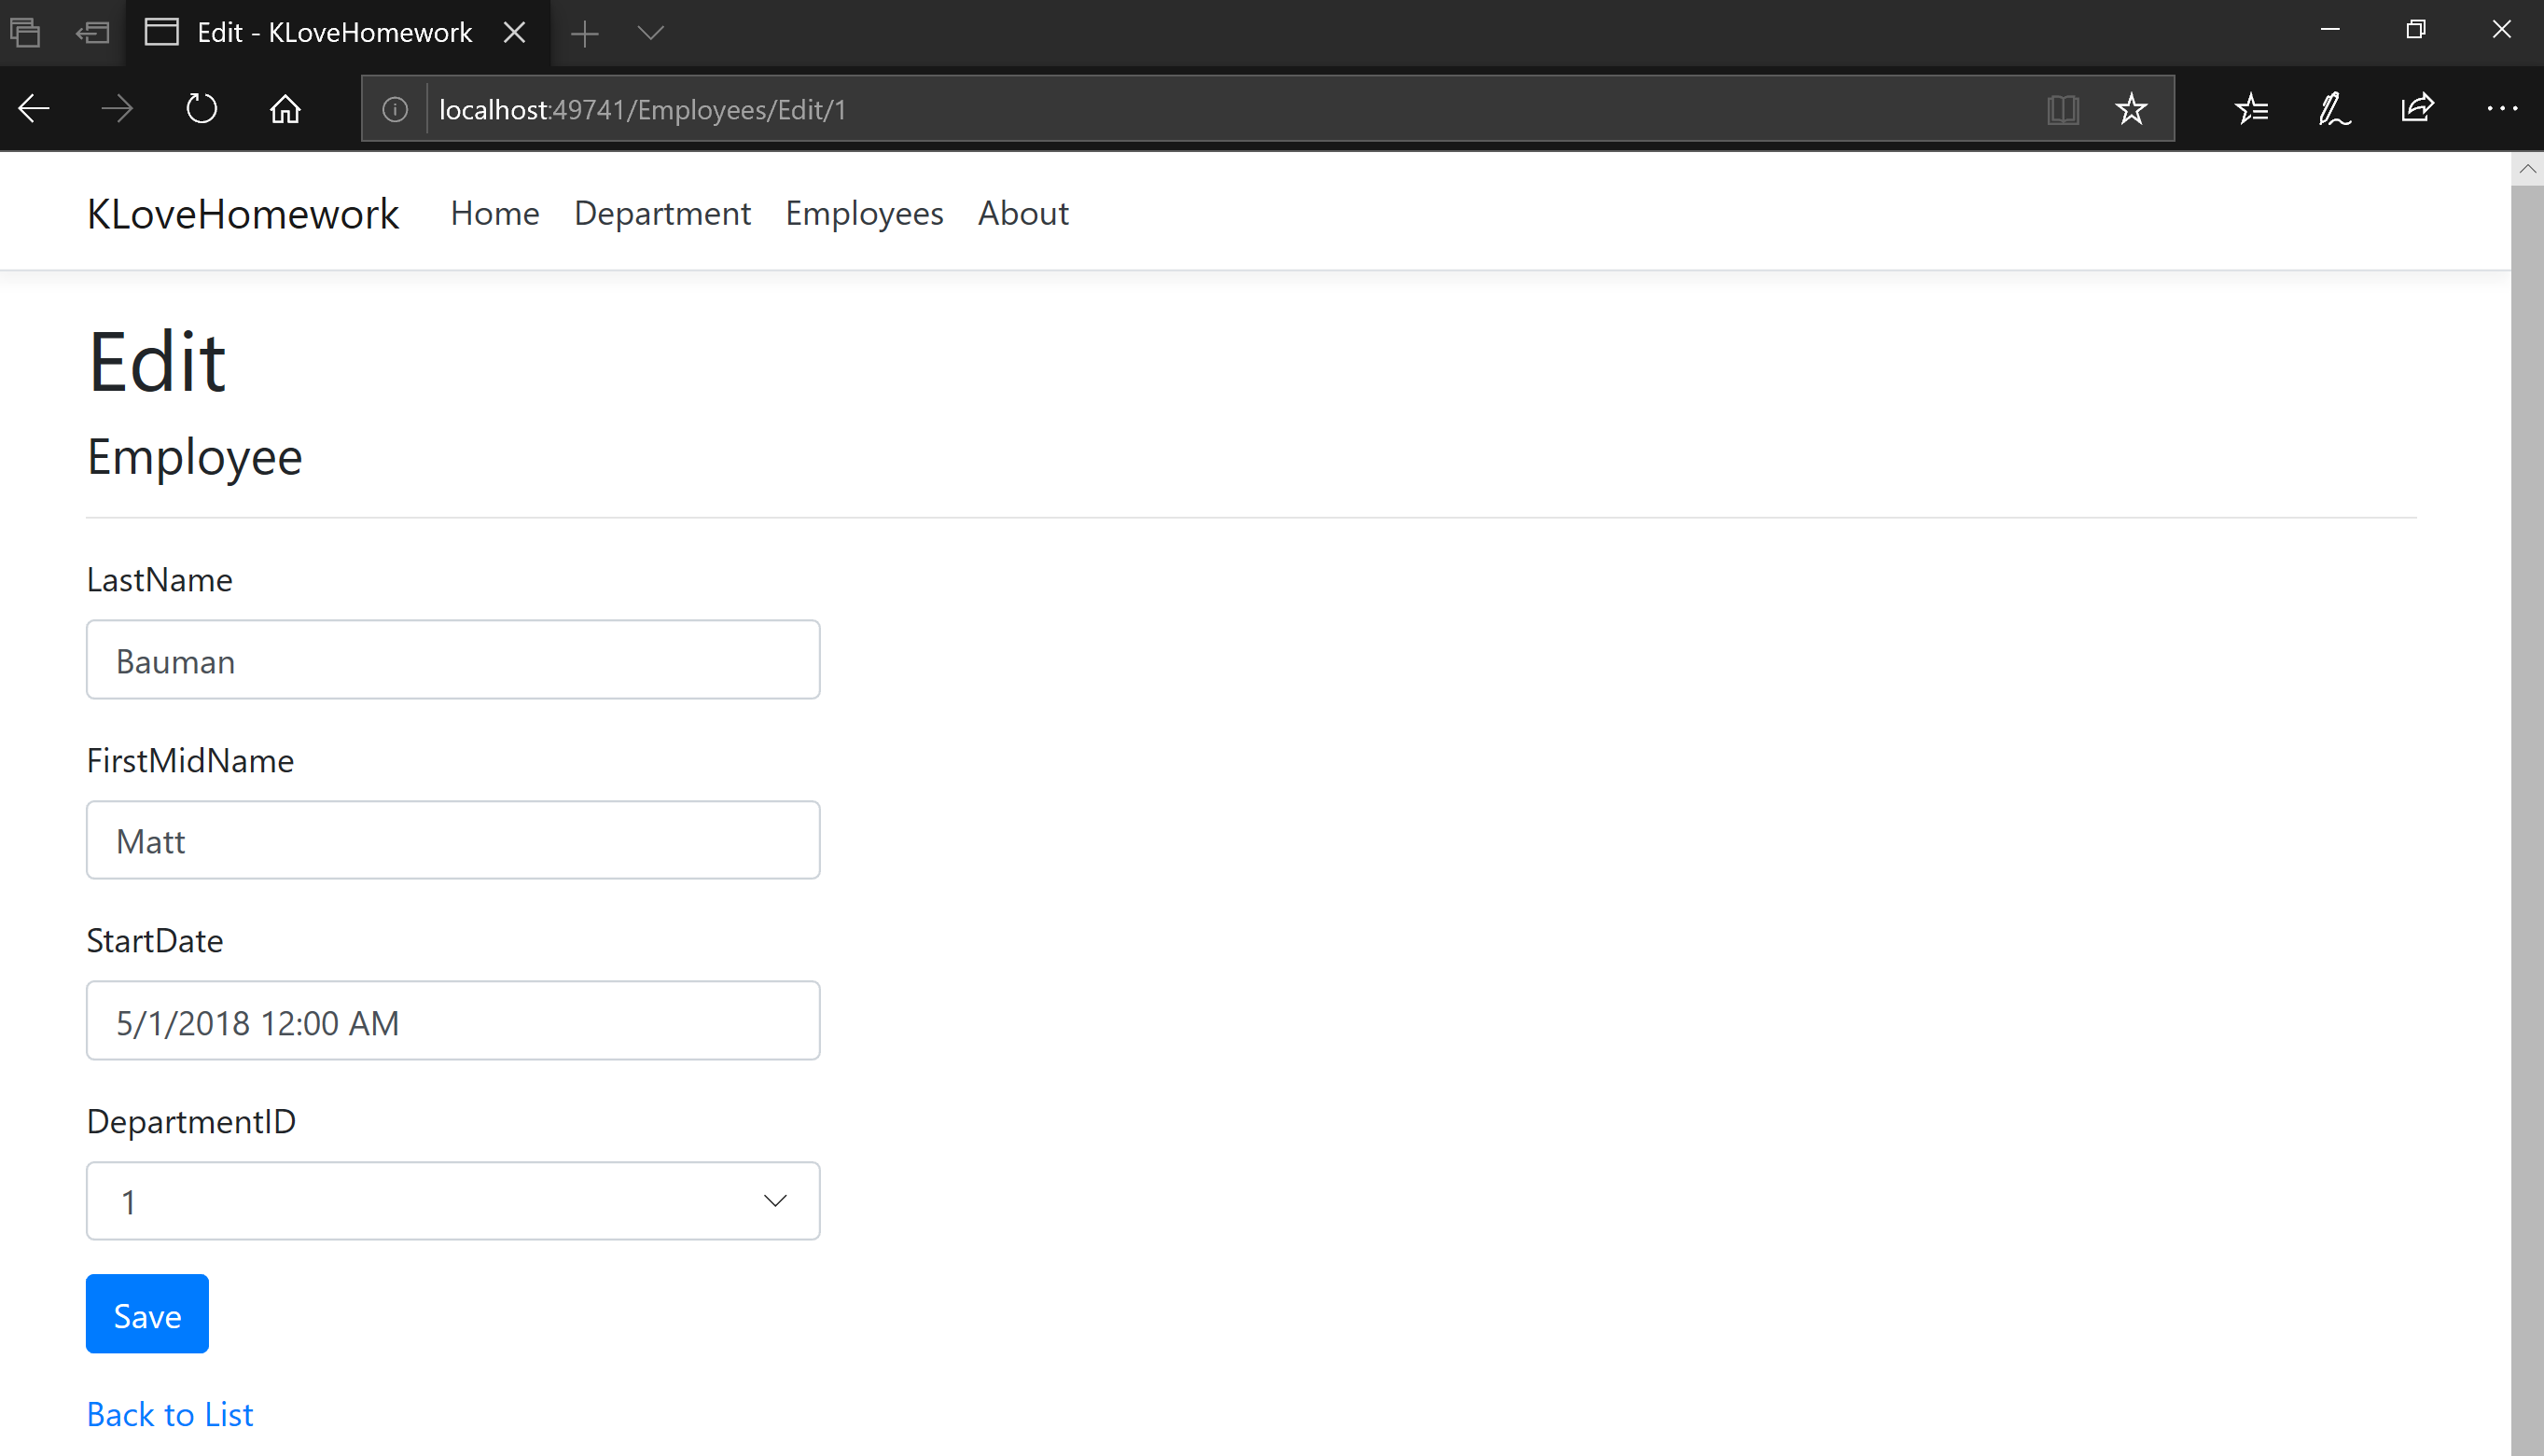 Edit - KLoveHomework
localhost:49741/Employees/Edit/1
KLoveHomework Home Department Employees About
Edit
Employee
LastName
Bauman
FirstMidName
Matt
StartDate
5/1/2018 12:00 AM
DepartmentID
1
Save
Back to List